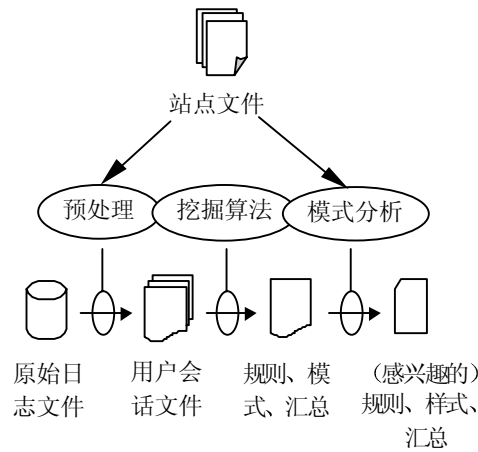 站点文件
预处理
挖掘算法
模式分析
原始日
志文件
用户会
话文件
规则、模
式、汇总
（感兴趣的）
规则、样式、
汇总